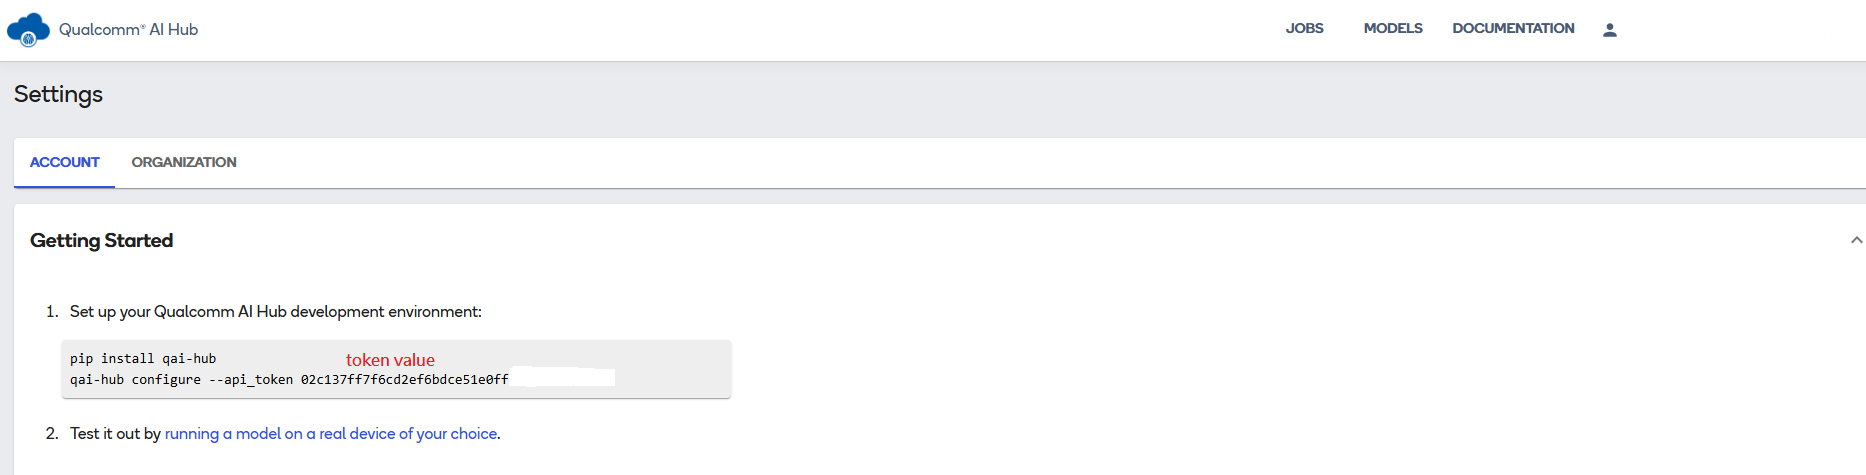 Qualcomm® AI Hub
JOBS
MODELS
DOCUMENTATION
Settings
ACCOUNT
ORGANIZATION
Getting Started
1. Set up your Qualcomm AI Hub development environment:
pip install qai-hub
token value
qai-hub configure --api_token 02c137ff7f6cd2ef6bdce51e0ff
2. Test it out by running a model on a real device of your choice.